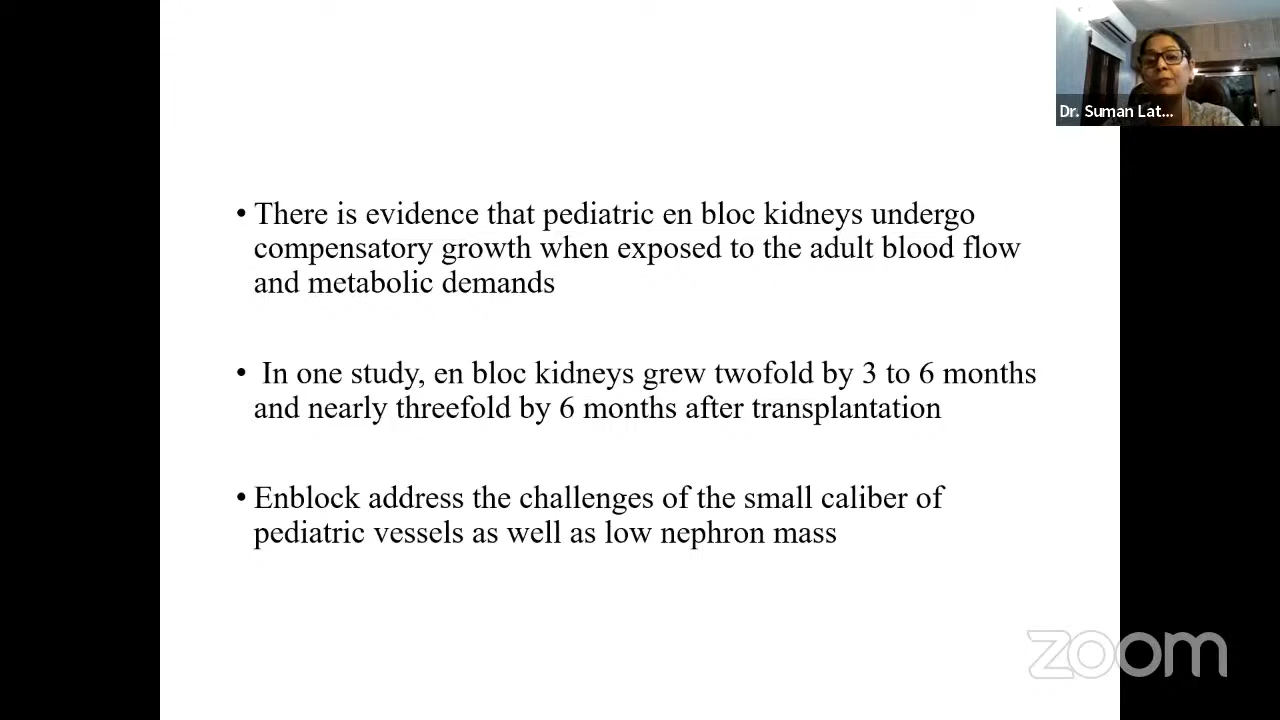 Dr. Suman Lat...
• There is evidence that pediatric en bloc kidneys undergo
compensatory growth when exposed to the adult blood flow
and metabolic demands
• In one study, en bloc kidneys grew twofold by 3 to 6 months
and nearly threefold by 6 months after transplantation
• Enblock address the challenges of the small caliber of
pediatric vessels as well as low nephron mass
zoom